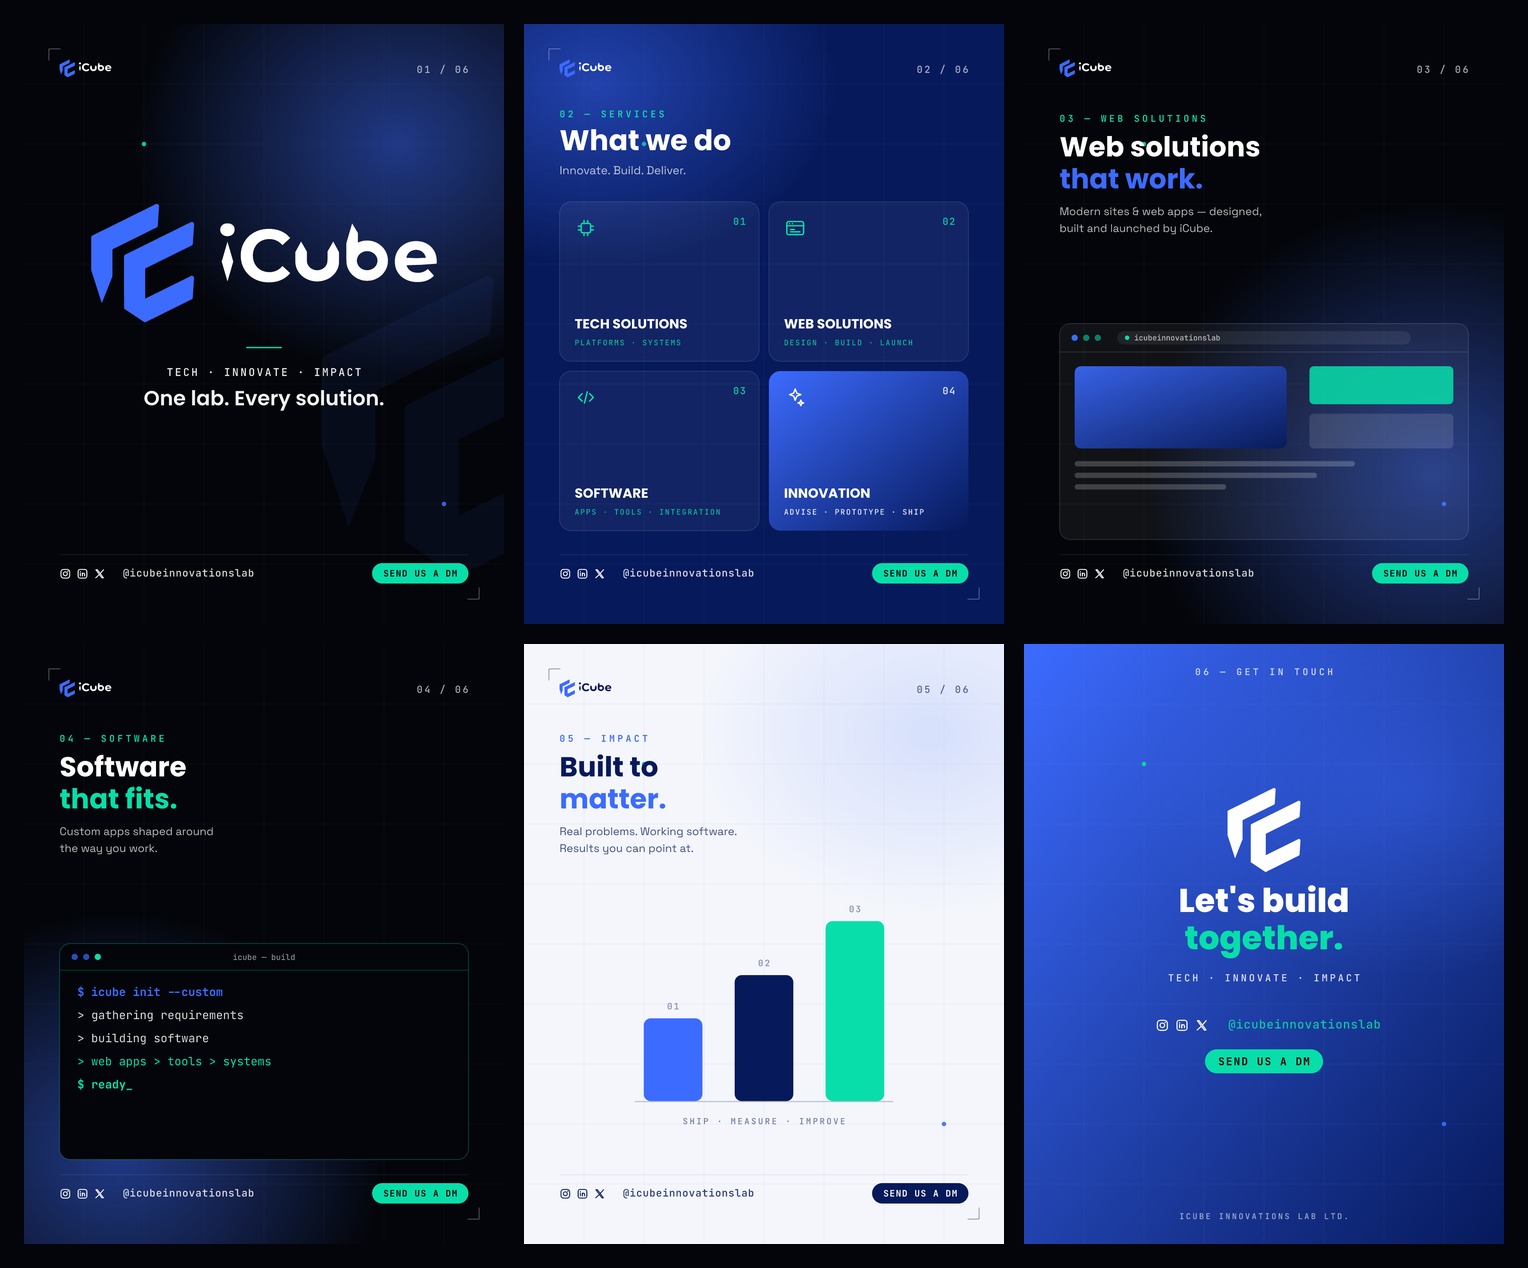 iCube
01 / 06
iCube
TECH · INNOVATE · IMPACT
One lab. Every solution.
@icubeinnovationslab
SEND US A DM
iCube
02 / 06
02 — SERVICES
What we do
Innovate. Build. Deliver.
01
TECH SOLUTIONS
PLATFORMS · SYSTEMS
02
WEB SOLUTIONS
DESIGN · BUILD · LAUNCH
03
SOFTWARE
APPS · TOOLS · INTEGRATION
04
INNOVATION
ADVISE · PROTOTYPE · SHIP
@icubeinnovationslab
SEND US A DM
iCube
03 / 06
03 — WEB SOLUTIONS
Web solutions
that work.
Modern sites & web apps — designed,
built and launched by iCube.
icubeinnovationslab
@icubeinnovationslab
SEND US A DM
iCube
04 / 06
04 — SOFTWARE
Software
that fits.
Custom apps shaped around
the way you work.
icube — build
$ icube init --custom
> gathering requirements
> building software
> web apps > tools > systems
$ ready_
@icubeinnovationslab
SEND US A DM
iCube
05 / 06
05 — IMPACT
Built to
matter.
Real problems. Working software.
Results you can point at.
01
02
03
SHIP · MEASURE · IMPROVE
@icubeinnovationslab
SEND US A DM
06 — GET IN TOUCH
Let's build
together.
TECH · INNOVATE · IMPACT
@icubeinnovationslab
SEND US A DM
ICUBE INNOVATIONS LAB LTD.